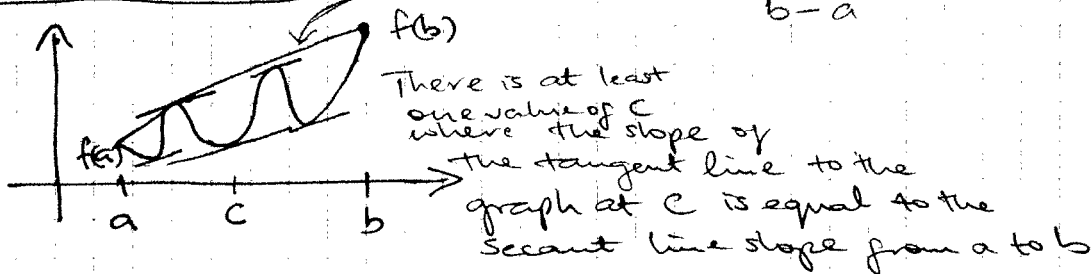 b-a
f(b)
There is at least
one value of C
where the slope of
f(a)
the tangent line to the
a c b
graph at C is equal to the
secant line slope from a to b